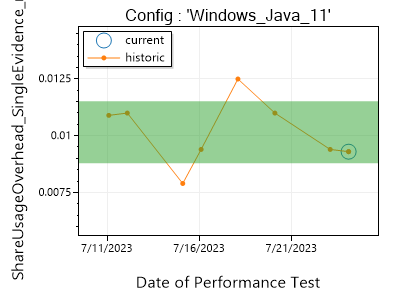 Config : 'Windows_Java_11'
current
historic
0.0125
0.01
0.0075
7/11/2023
7/16/2023
7/21/2023
ShareUsageOverhead_SingleEvidence_
Date of Performance Test